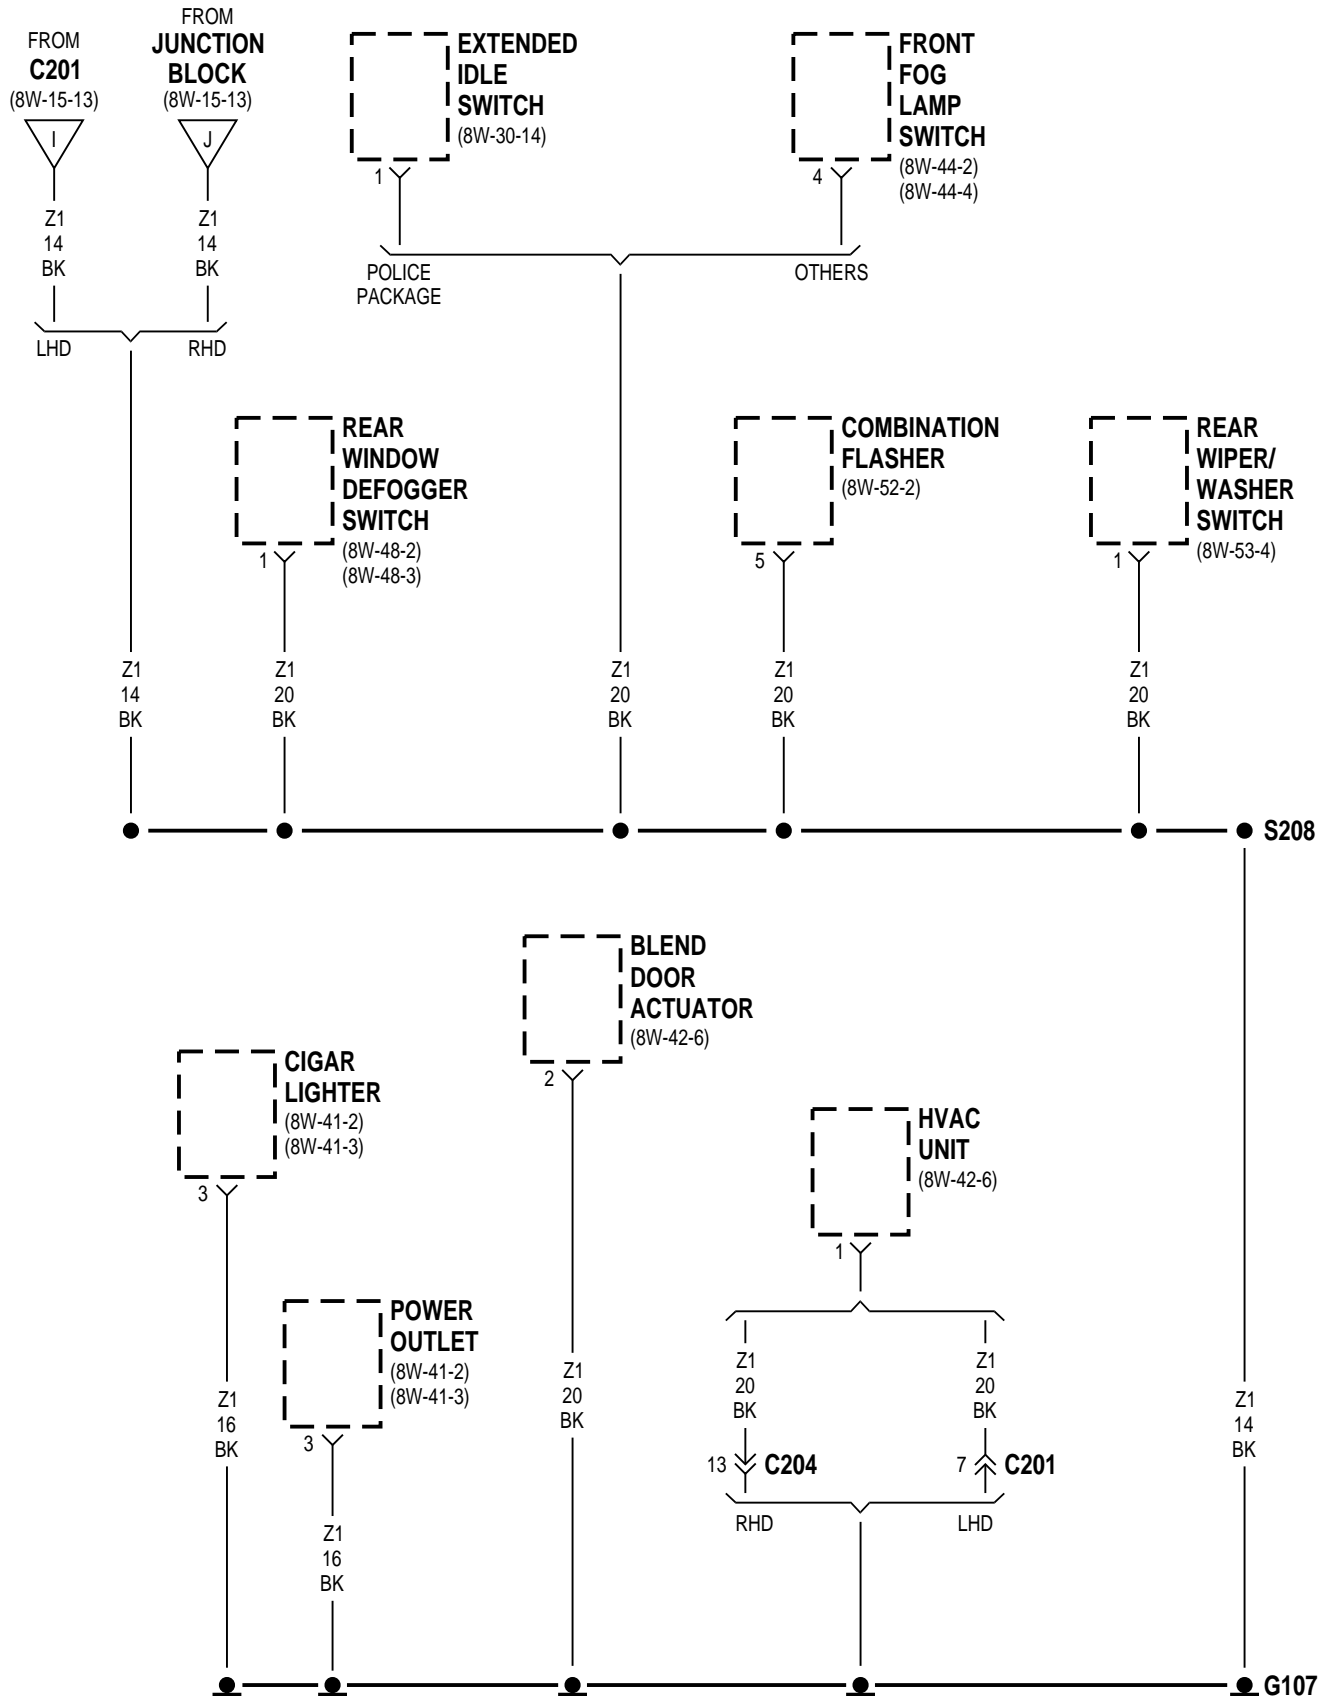 FROM
C201
(8W-15-13)
I
FROM
JUNCTION
BLOCK
(8W-15-13)
J
EXTENDED
IDLE
SWITCH
(8W-30-14)
1
FRONT
FOG
LAMP
SWITCH
(8W-44-2)
(8W-44-4)
4
Z1
14
BK
Z1
14
BK
POLICE
PACKAGE
OTHERS
LHD
RHD
REAR
WINDOW
DEFOGGER
SWITCH
(8W-48-2)
(8W-48-3)
1
COMBINATION
FLASHER
(8W-52-2)
5
REAR
WIPER/
WASHER
SWITCH
(8W-53-4)
1
Z1
14
BK
Z1
20
BK
Z1
20
BK
Z1
20
BK
Z1
20
BK
S208
BLEND
DOOR
ACTUATOR
(8W-42-6)
2
CIGAR
LIGHTER
(8W-41-2)
(8W-41-3)
3
HVAC
UNIT
(8W-42-6)
1
POWER
OUTLET
(8W-41-2)
(8W-41-3)
3
Z1
16
BK
Z1
16
BK
Z1
20
BK
Z1
20
BK
Z1
20
BK
Z1
14
BK
13
C204
7
C201
RHD
LHD
G107